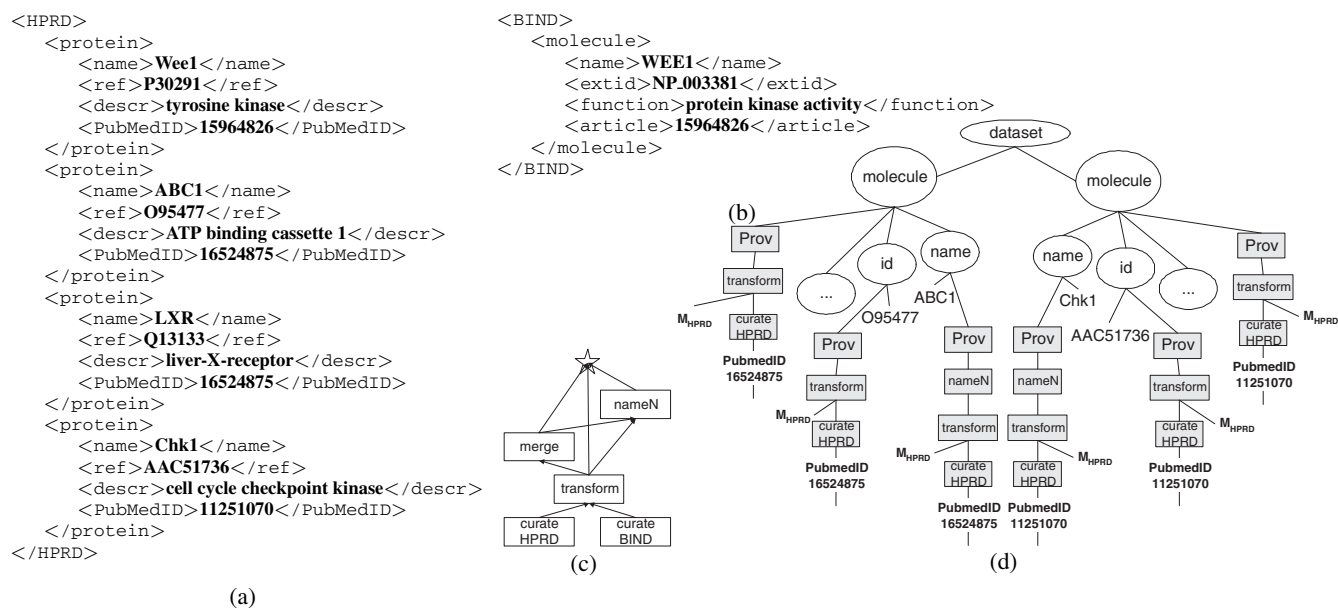 <HPRD>
<protein>
<name>Wee1</name>
<ref>P30291</ref>
<descr>tyrosine kinase</descr>
<PubMedID>15964826</PubMedID>
</protein>
<protein>
<name>ABC1</name>
<ref>O95477</ref>
<descr>ATP binding cassette 1</descr>
<PubMedID>16524875</PubMedID>
</protein>
<protein>
<name>LXR</name>
<ref>Q13133</ref>
<descr>liver-X-receptor</descr>
<PubMedID>16524875</PubMedID>
</protein>
<protein>
<name>Chk1</name>
<ref>AAC51736</ref>
<descr>cell cycle checkpoint kinase</descr>
<PubMedID>11251070</PubMedID>
</protein>
</HPRD>
(a)
<BIND>
<molecule>
<name>WEE1</name>
<extid>NP_003381</extid>
<function>protein kinase activity</function>
<article>15964826</article>
</molecule>
</BIND>
(b)
nameN
merge
transform
curate
HPRD
curate
BIND
(c)
dataset
molecule
molecule
Prov
transform
M_HPRD
curate
HPRD
PubmedID
16524875
...
id
O95477
Prov
transform
M_HPRD
curate
HPRD
PubmedID
16524875
name
ABC1
Prov
nameN
transform
M_HPRD
curate
HPRD
PubmedID
16524875
name
Chk1
Prov
nameN
transform
M_HPRD
curate
HPRD
PubmedID
11251070
id
AAC51736
Prov
transform
M_HPRD
curate
HPRD
PubmedID
11251070
...
Prov
transform
M_HPRD
curate
HPRD
PubmedID
11251070
(d)